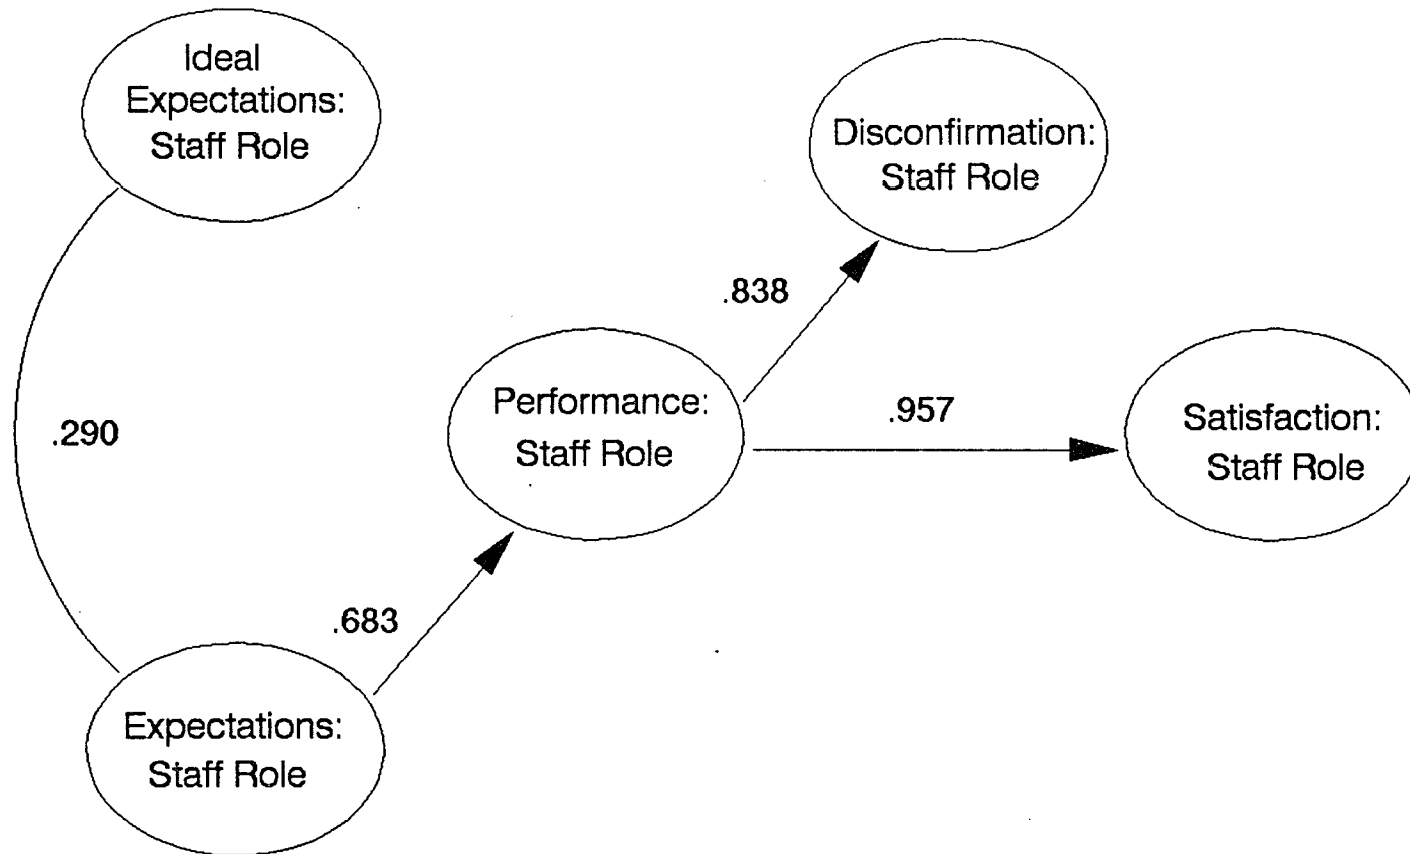 Ideal
Expectations:
Staff Role
Disconfirmation:
Staff Role
.838
Performance:
Staff Role
.957
Satisfaction:
Staff Role
.290
.683
Expectations:
Staff Role